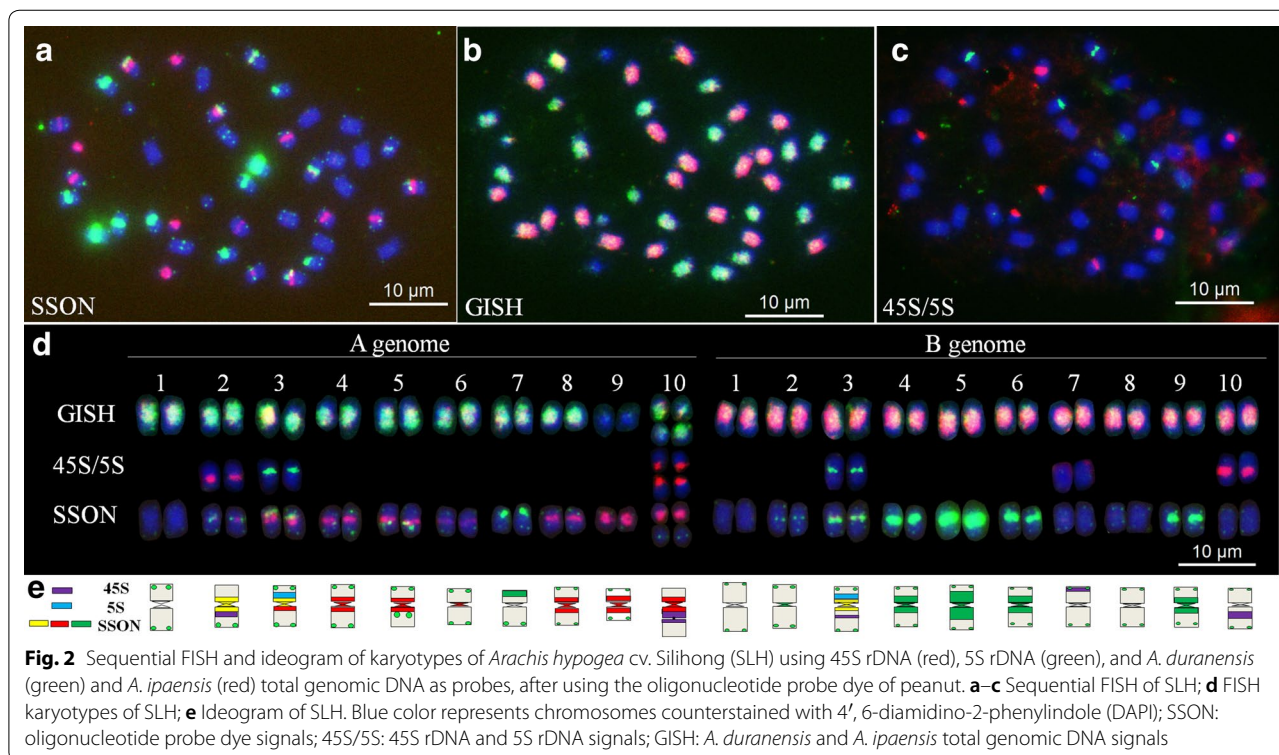 a
b
c
SSON
10 µm
GISH
10 µm
45S/5S
10 µm
d
A genome
B genome
1 2 3 4 5 6 7 8 9 10 1 2 3 4 5 6 7 8 9 10
GISH
45S/5S
SSON
10 µm
e
45S
5S
SSON
Fig. 2 Sequential FISH and ideogram of karyotypes of Arachis hypogea cv. Silihong (SLH) using 45S rDNA (red), 5S rDNA (green), and A. duranensis
(green) and A. ipaensis (red) total genomic DNA as probes, after using the oligonucleotide probe dye of peanut. a–c Sequential FISH of SLH; d FISH
karyotypes of SLH; e Ideogram of SLH. Blue color represents chromosomes counterstained with 4′, 6-diamidino-2-phenylindole (DAPI); SSON:
oligonucleotide probe dye signals; 45S/5S: 45S rDNA and 5S rDNA signals; GISH: A. duranensis and A. ipaensis total genomic DNA signals